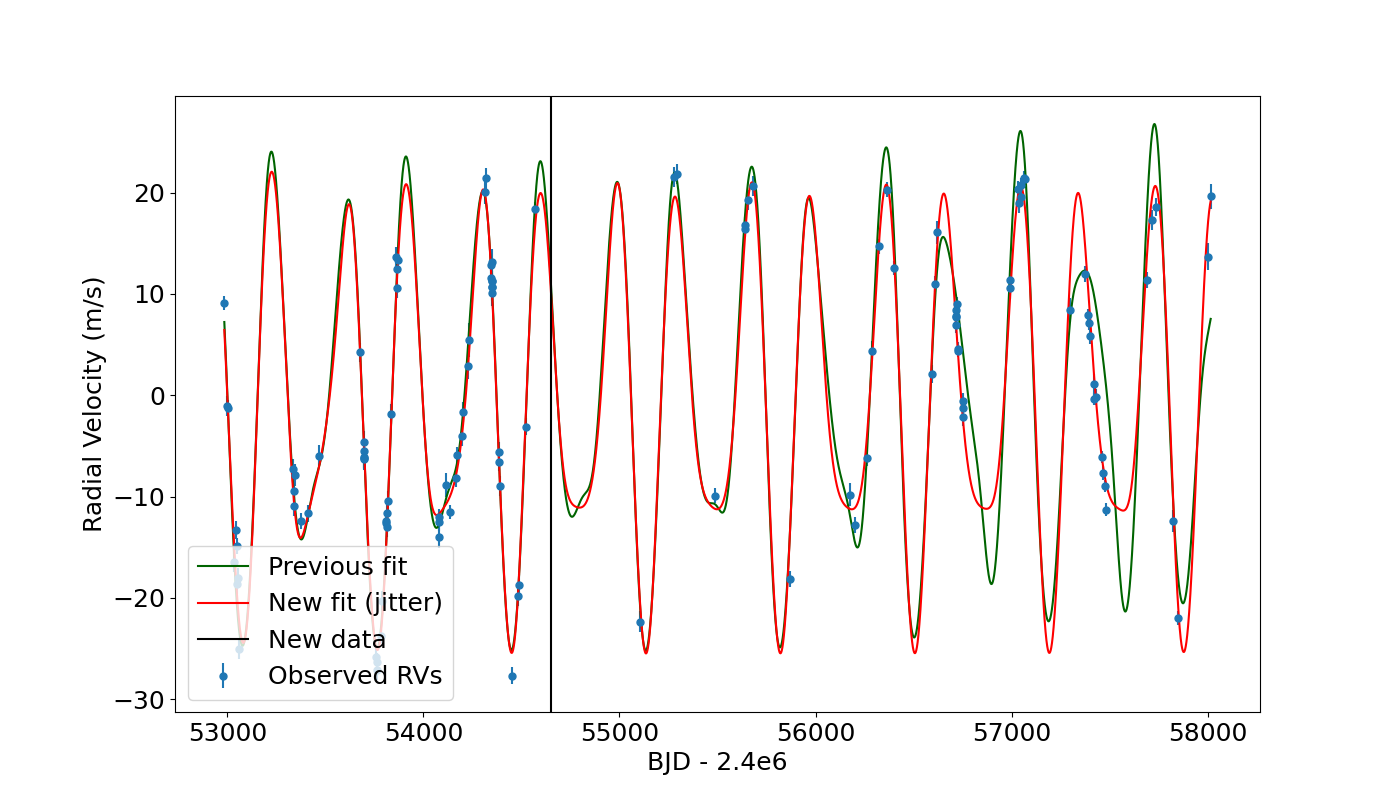 20
10
0
−10
−20
−30
Radial Velocity (m/s)
Previous fit
New fit (jitter)
New data
Observed RVs
53000 54000 55000 56000 57000 58000
BJD - 2.4e6